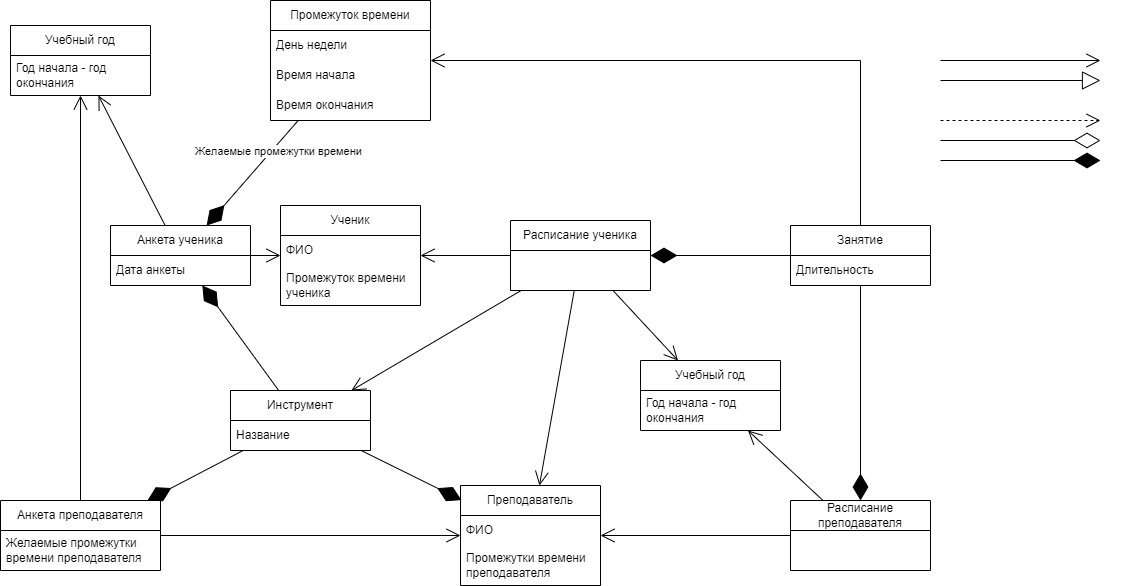 Промежуток времени
День недели
Время начала
Время окончания
Учебный год
Год начала - год
окончания
Желаемые промежутки времени
Анкета ученика
Дата анкеты
Ученик
ФИО
Промежуток времени
ученика
Расписание ученика
Занятие
Длительность
Учебный год
Год начала - год
окончания
Инструмент
Название
Анкета преподавателя
Желаемые промежутки
времени преподавателя
Преподаватель
ФИО
Промежутки времени
преподавателя
Расписание
преподавателя